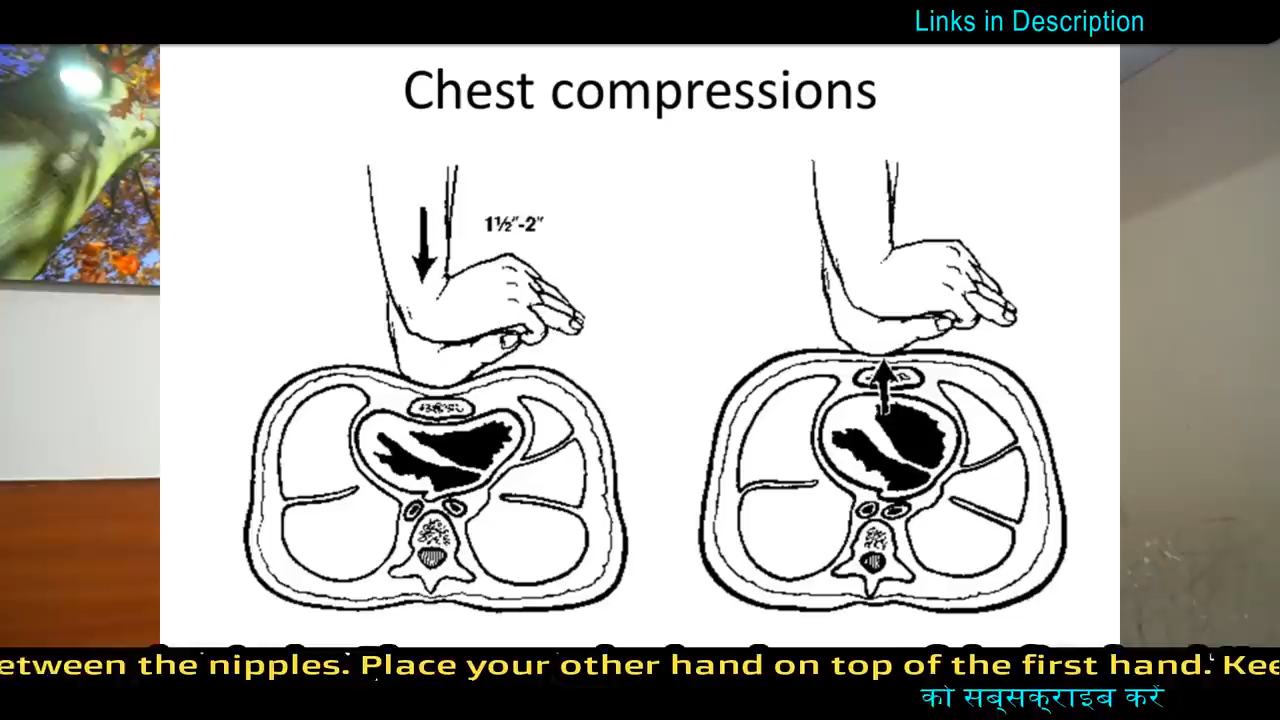 Links in Description
Chest compressions
1½"-2"
etween the nipples. Place your other hand on top of the first hand. Kee
को सब्सक्राइब करें